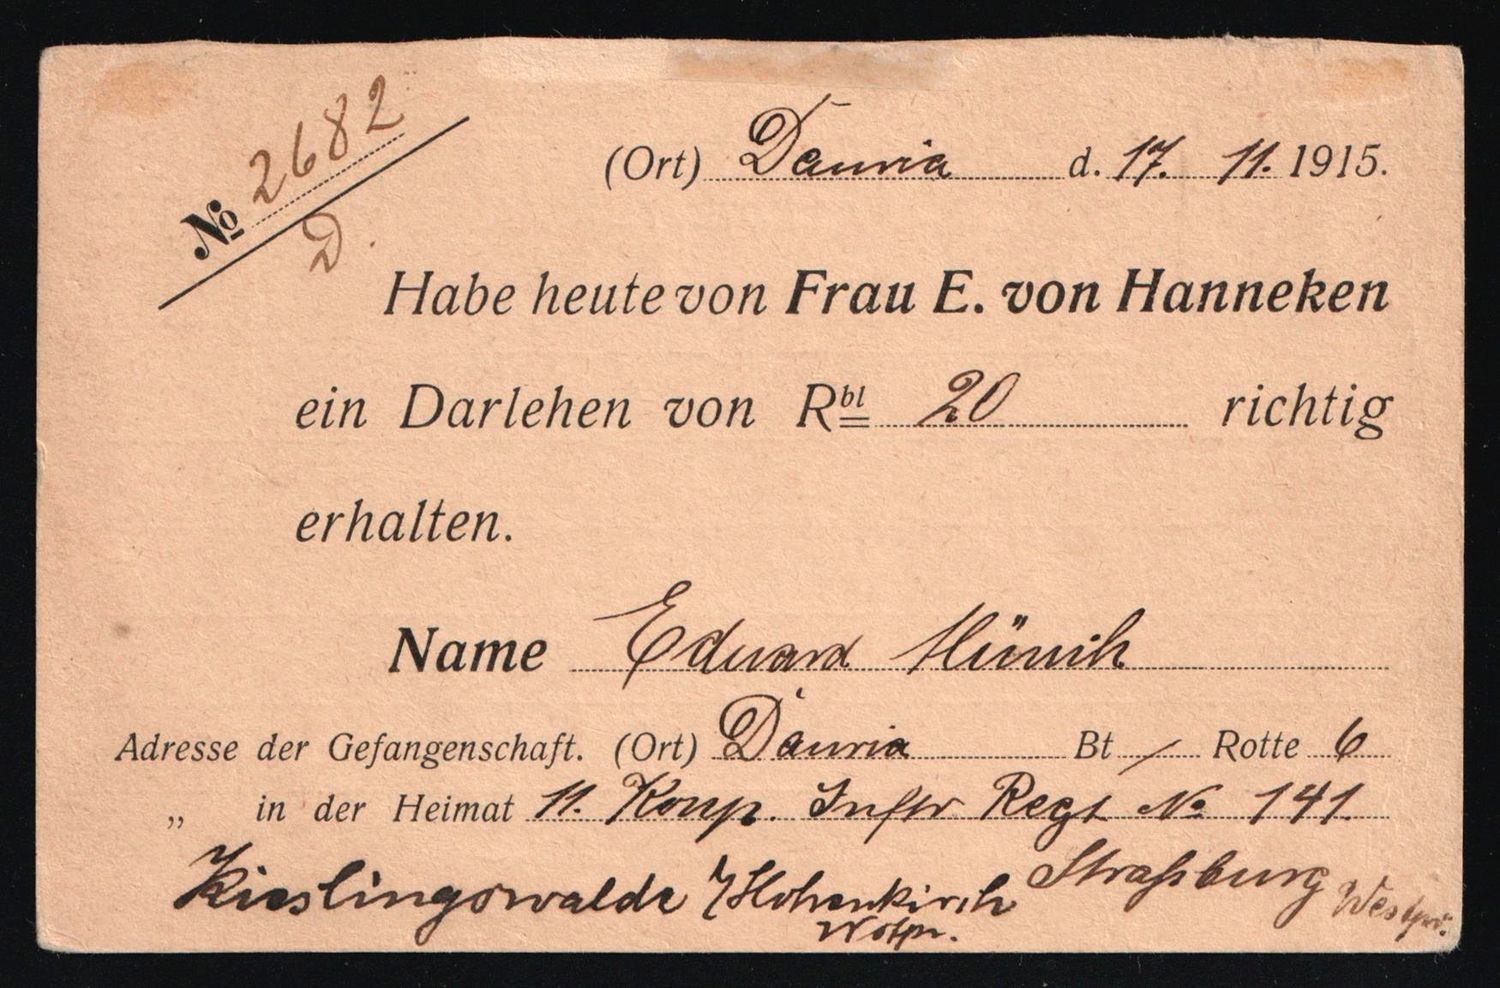 № 2682
D.
(Ort) Dauria d. 17. 11. 1915.
Habe heute von Frau E. von Hanneken
ein Darlehen von Rbl 20 richtig
erhalten.
Name Eduard Münich
Adresse der Gefangenschaft. (Ort) Dauria Bt / Rotte 6
„ in der Heimat 11. Komp. Inftr Regt No 141.
Kieslingswalde / Hohenkirch Straßburg Westpr.
Wstpr.